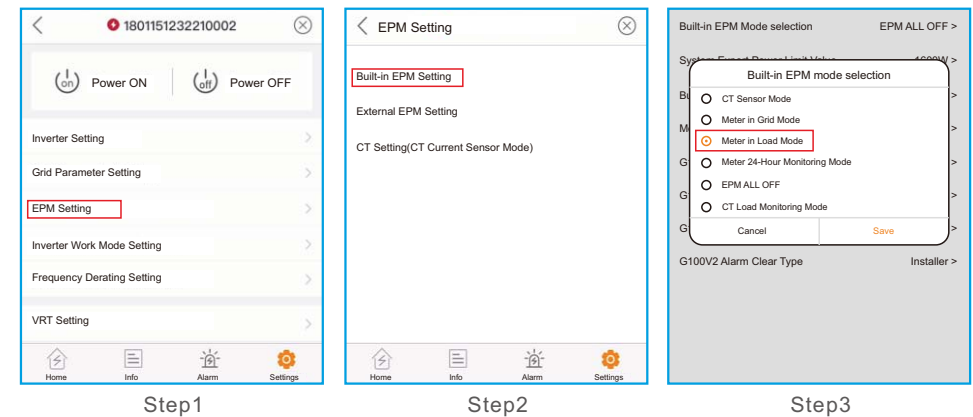 1801151232210002
Power ON
Power OFF
Inverter Setting
Grid Parameter Setting
EPM Setting
Inverter Work Mode Setting
Frequency Derating Setting
VRT Setting
Home
Info
Alarm
Settings
Step1
EPM Setting
Built-in EPM Setting
External EPM Setting
CT Setting(CT Current Sensor Mode)
Home
Info
Alarm
Settings
Step2
Built-in EPM Mode selection EPM ALL OFF >
Built-in EPM mode selection
CT Sensor Mode
Meter in Grid Mode
Meter in Load Mode
Meter 24-Hour Monitoring Mode
EPM ALL OFF
CT Load Monitoring Mode
Cancel
Save
G100V2 Alarm Clear Type Installer >
Step3